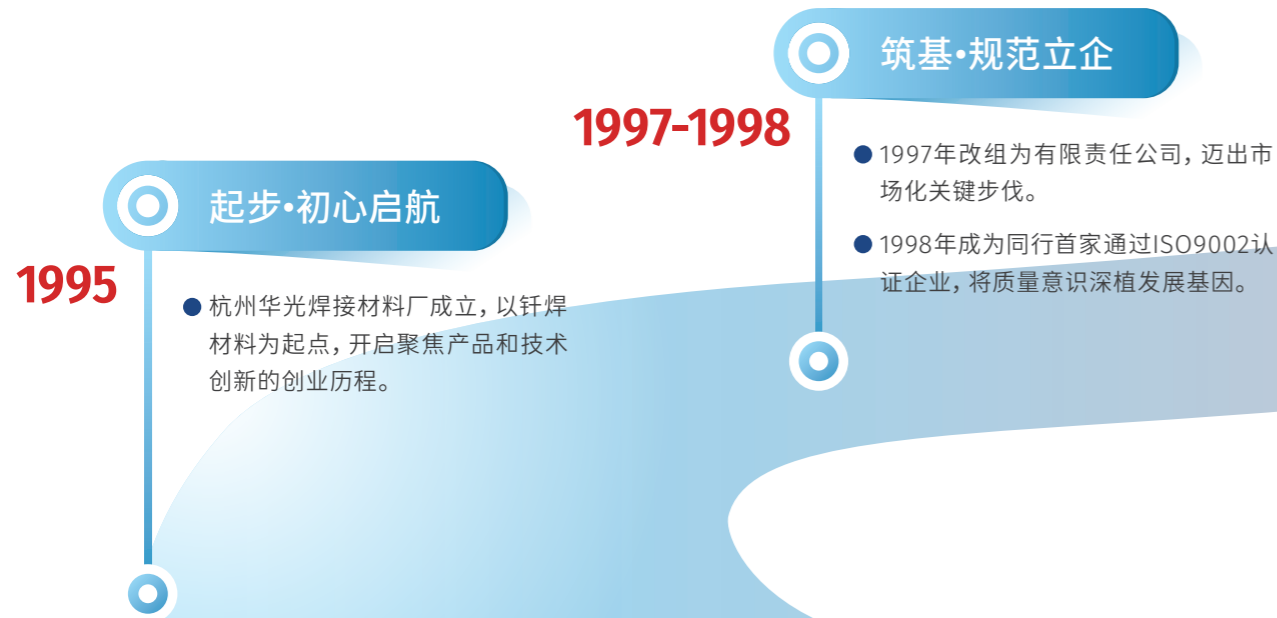 起步•初心启航
1995
●杭州华光焊接材料厂成立，以钎焊
材料为起点，开启聚焦产品和技术
创新的创业历程。
筑基•规范立企
1997-1998
●1997年改组为有限责任公司，迈出市
场化关键步伐。
●1998年成为同行首家通过ISO9002认
证企业，将质量意识深植发展基因。